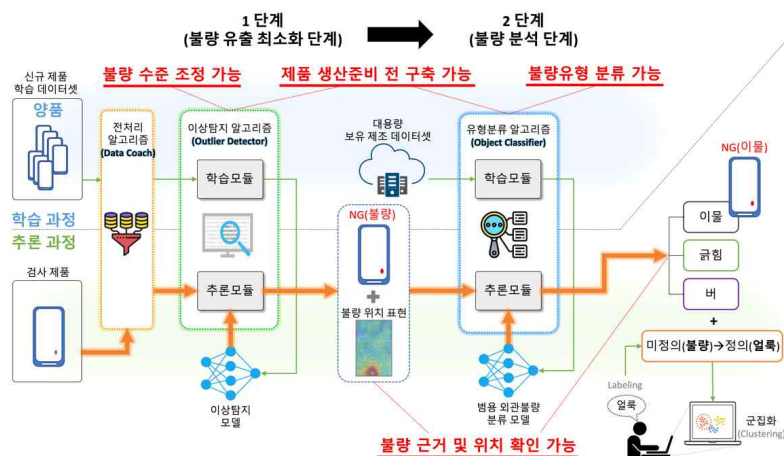 1 단계
(불량 유출 최소화 단계)
2 단계
(불량 분석 단계)
불량 수준 조정 가능
제품 생산준비 전 구축 가능
불량유형 분류 가능
신규 제품
학습 데이터셋
양품
전처리
알고리즘
(Data Coach)
이상탐지 알고리즘
(Outlier Detector)
학습모듈
대용량
보유 제조 데이터셋
유형분류 알고리즘
(Object Classifier)
학습모듈
NG(이물)
NG(불량)
이물
학습 과정
추론 과정
긁힘
검사 제품
추론모듈
추론모듈
버
+
불량 위치 표현
+
미정의(불량)→정의(얼룩)
이상탐지
모델
범용 외관불량
분류 모델
Labeling
얼룩
군집화
(Clustering)
불량 근거 및 위치 확인 가능